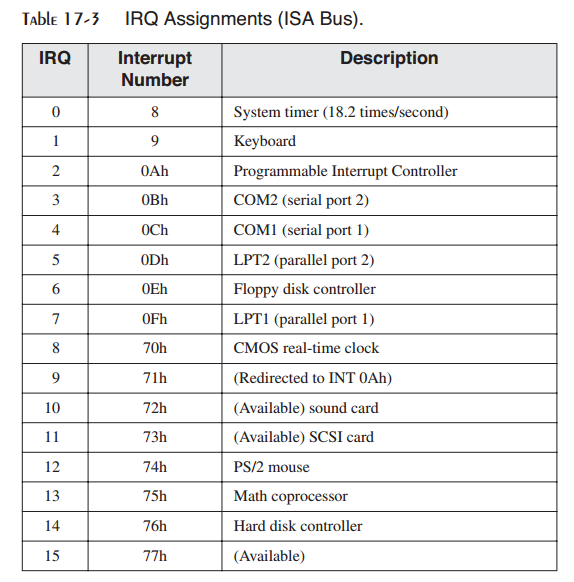 TABLE 17-3 IRQ Assignments (ISA Bus).
IRQ Interrupt Number Description
0 8 System timer (18.2 times/second)
1 9 Keyboard
2 0Ah Programmable Interrupt Controller
3 0Bh COM2 (serial port 2)
4 0Ch COM1 (serial port 1)
5 0Dh LPT2 (parallel port 2)
6 0Eh Floppy disk controller
7 0Fh LPT1 (parallel port 1)
8 70h CMOS real-time clock
9 71h (Redirected to INT 0Ah)
10 72h (Available) sound card
11 73h (Available) SCSI card
12 74h PS/2 mouse
13 75h Math coprocessor
14 76h Hard disk controller
15 77h (Available)